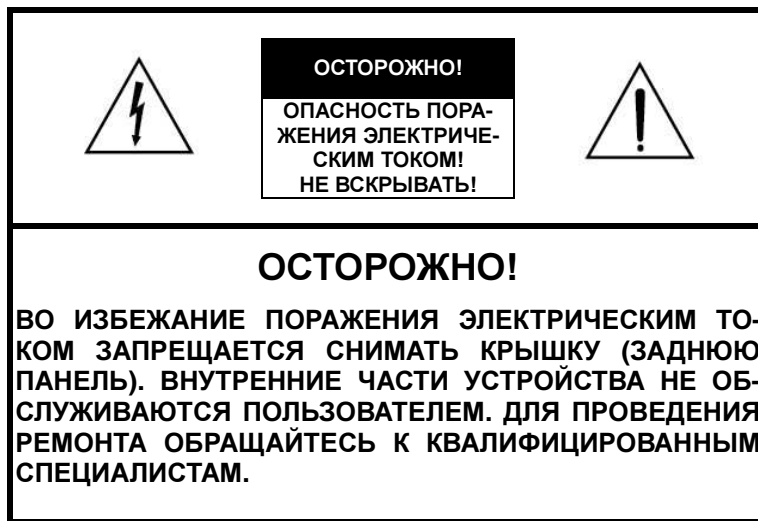 ОСТОРОЖНО!
ОПАСНОСТЬ ПОРА-
ЖЕНИЯ ЭЛЕКТРИЧЕ-
СКИМ ТОКОМ!
НЕ ВСКРЫВАТЬ!
ОСТОРОЖНО!
ВО ИЗБЕЖАНИЕ ПОРАЖЕНИЯ ЭЛЕКТРИЧЕСКИМ ТО-
КОМ ЗАПРЕЩАЕТСЯ СНИМАТЬ КРЫШКУ (ЗАДНЮЮ
ПАНЕЛЬ). ВНУТРЕННИЕ ЧАСТИ УСТРОЙСТВА НЕ ОБ-
СЛУЖИВАЮТСЯ ПОЛЬЗОВАТЕЛЕМ. ДЛЯ ПРОВЕДЕНИЯ
РЕМОНТА ОБРАЩАЙТЕСЬ К КВАЛИФИЦИРОВАННЫМ
СПЕЦИАЛИСТАМ.